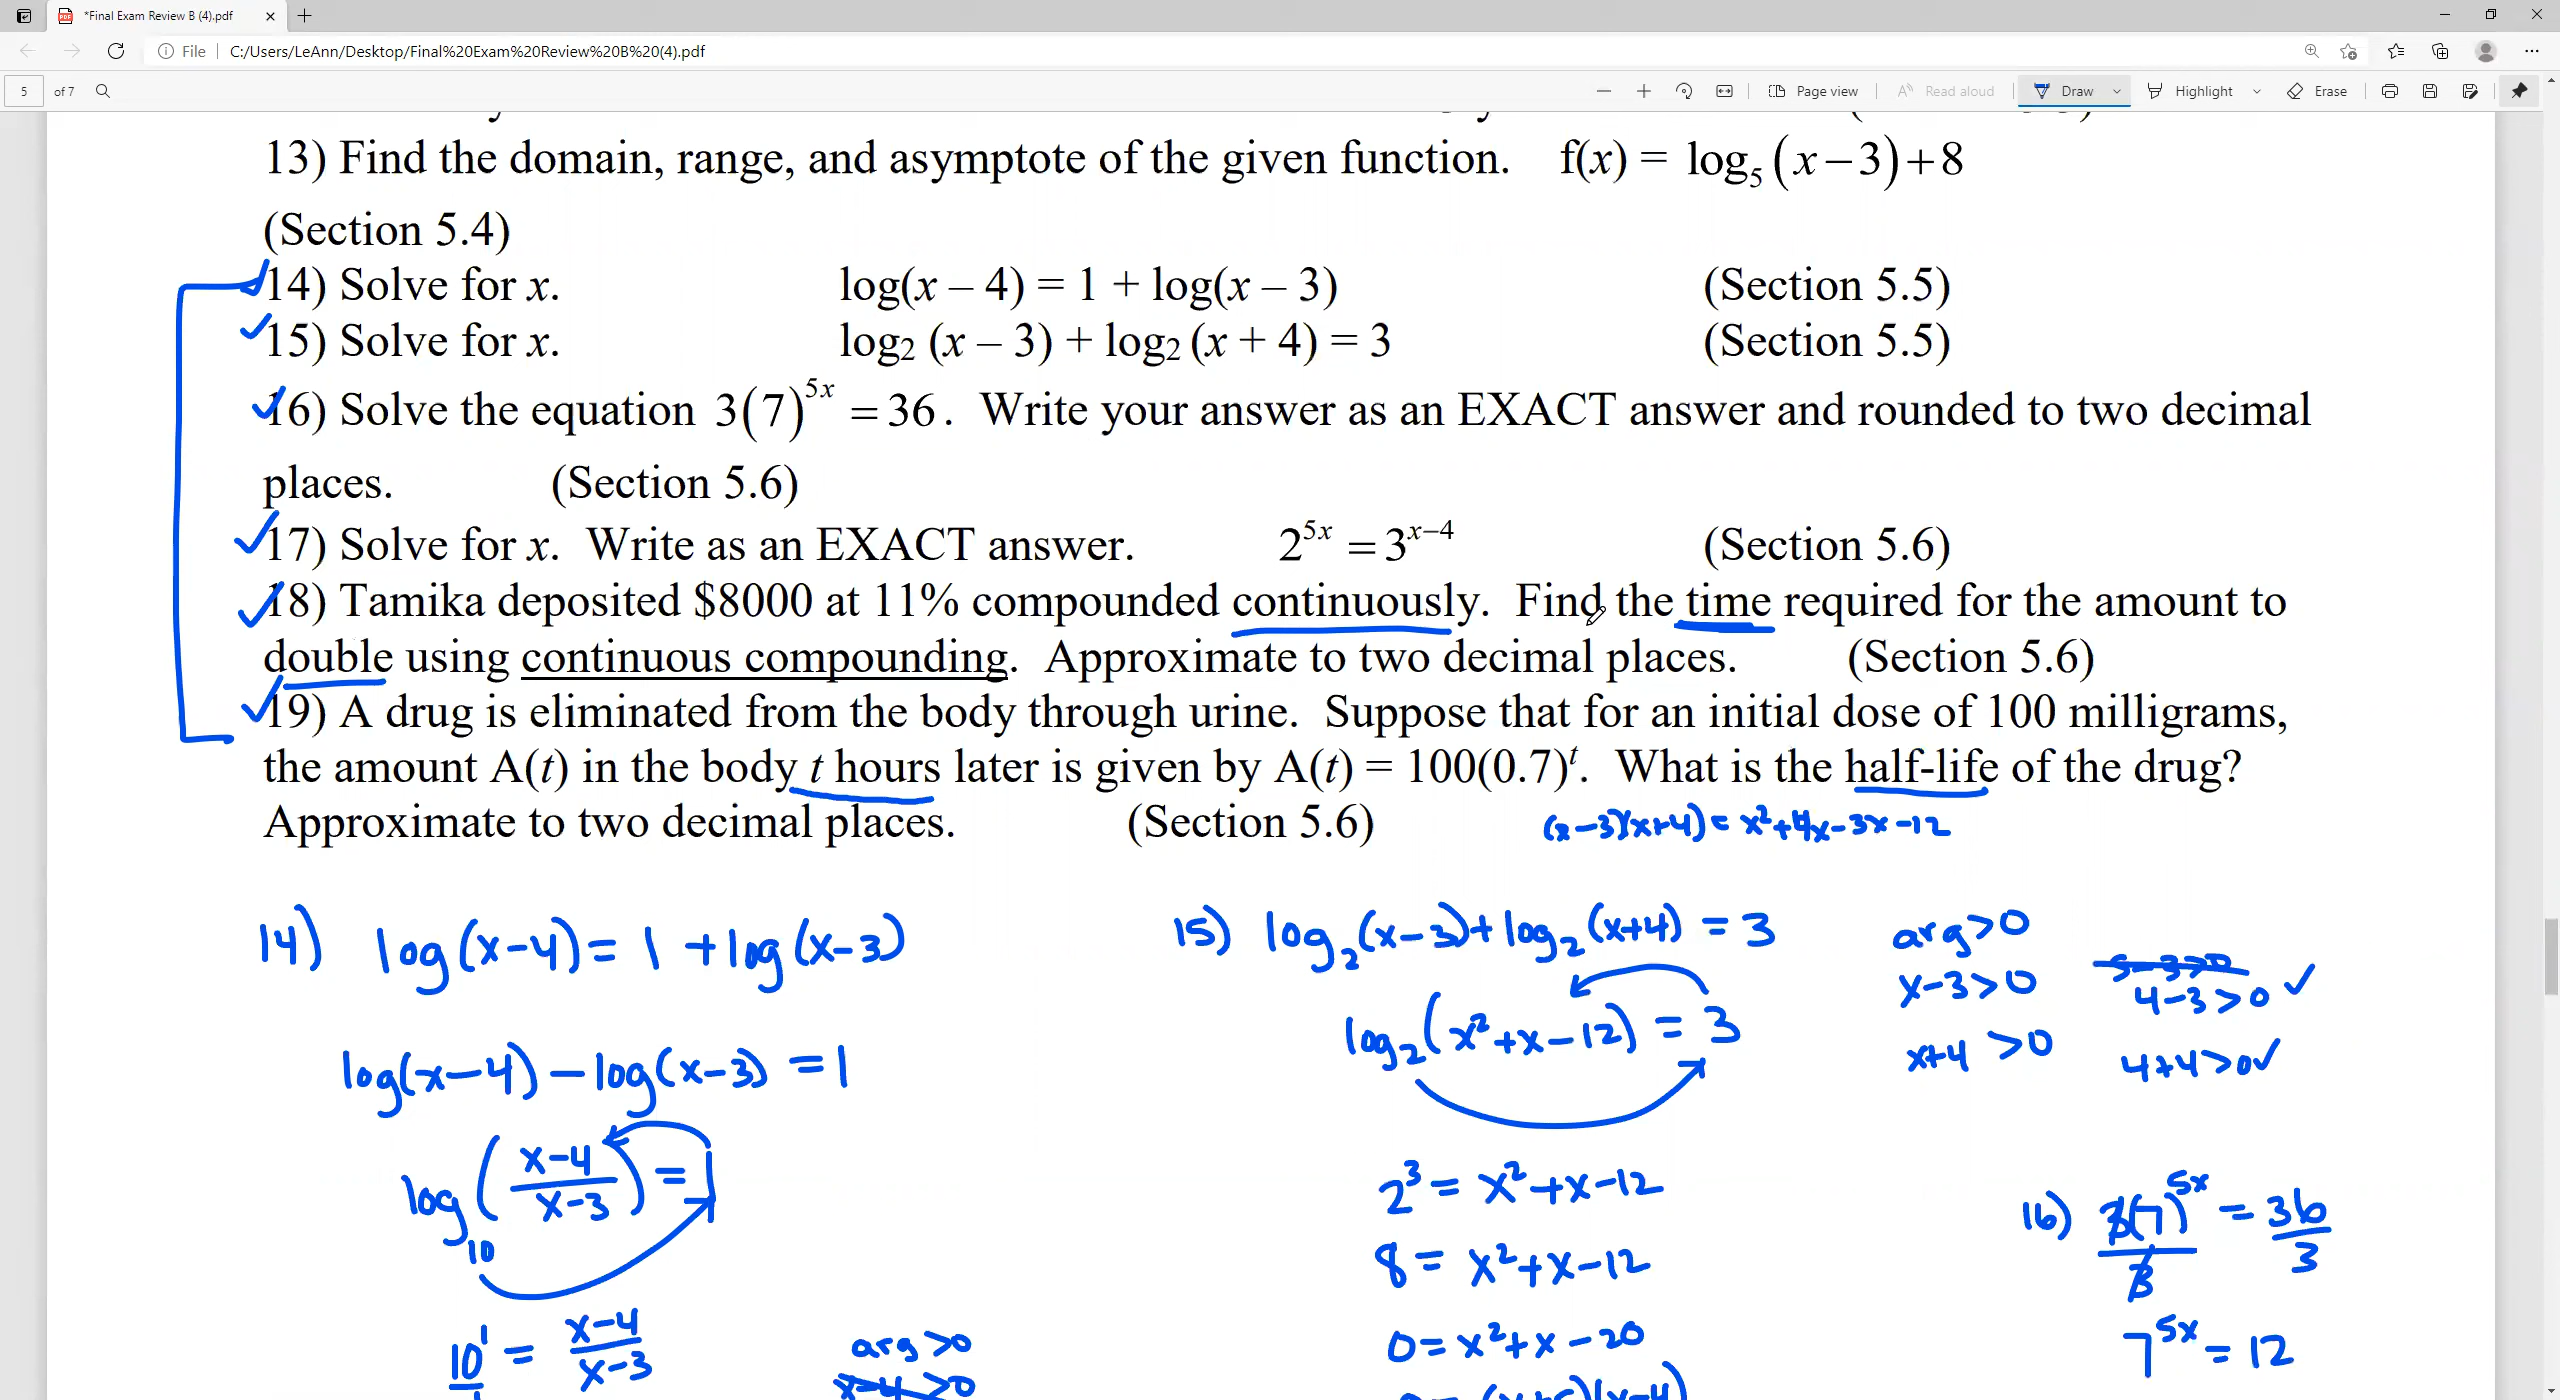 *Final Exam Review B (4).pdf
File C:/Users/LeAnn/Desktop/Final%20Exam%20Review%20B%20(4).pdf
5 of 7 Page view Read aloud Draw Highlight Erase
13) Find the domain, range, and asymptote of the given function. f(x) = log₅(x−3)+8
(Section 5.4)
14) Solve for x. log(x – 4) = 1 + log(x – 3) (Section 5.5)
15) Solve for x. log₂ (x – 3) + log₂ (x + 4) = 3 (Section 5.5)
16) Solve the equation 3(7)^5x = 36. Write your answer as an EXACT answer and rounded to two decimal
places. (Section 5.6)
17) Solve for x. Write as an EXACT answer. 2^5x = 3^x−4 (Section 5.6)
18) Tamika deposited $8000 at 11% compounded continuously. Find the time required for the amount to
double using continuous compounding. Approximate to two decimal places. (Section 5.6)
19) A drug is eliminated from the body through urine. Suppose that for an initial dose of 100 milligrams,
the amount A(t) in the body t hours later is given by A(t) = 100(0.7)^t. What is the half-life of the drug?
Approximate to two decimal places. (Section 5.6)
(x−3)(x+4) = x²+4x−3x−12
14) log(x−4) = 1 + log(x−3)
log(x−4) − log(x−3) = 1
log₁₀(x−4/x−3) = 1
10¹ = x−4/x−3
arg>0
x−4>0
15) log₂(x−3)+log₂(x+4) = 3
log₂(x²+x−12) = 3
2³ = x²+x−12
8 = x²+x−12
0 = x²+x−20
arg>0
x−3>0
x+4 >0
5−3>0
4−3>0 ✓
4+4>0 ✓
16) 3(7)^5x/3 = 36/3
7^5x = 12